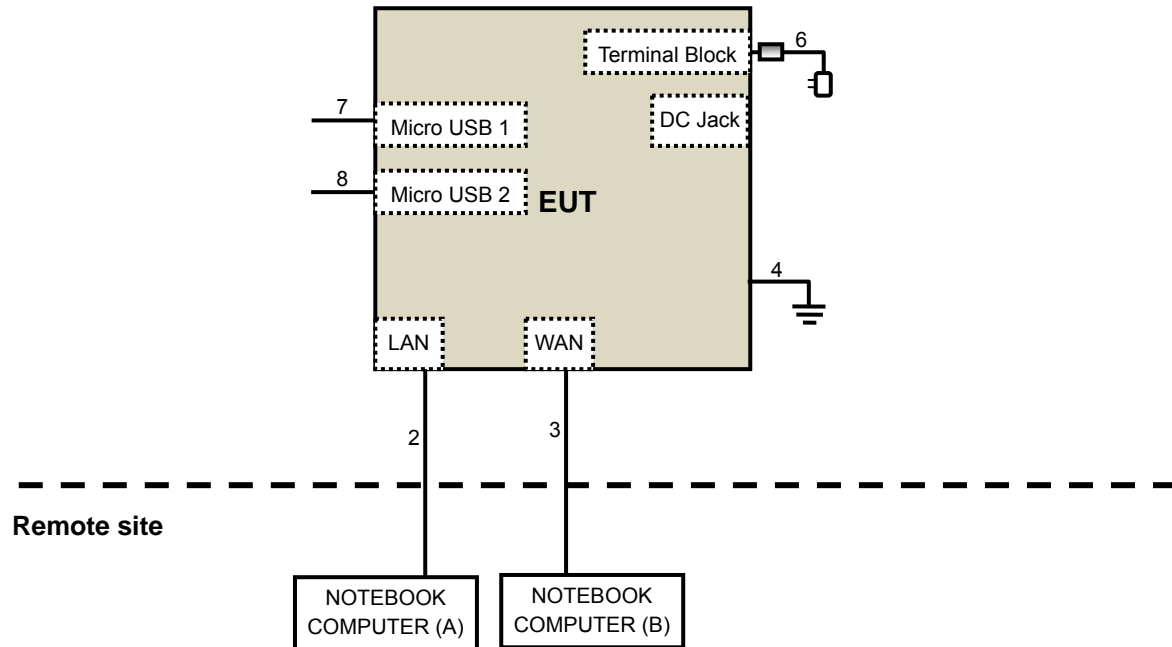 6
Terminal Block
7
Micro USB 1
DC Jack
8
Micro USB 2
EUT
4
LAN
WAN
2
3
Remote site
NOTEBOOK
COMPUTER (A)
NOTEBOOK
COMPUTER (B)